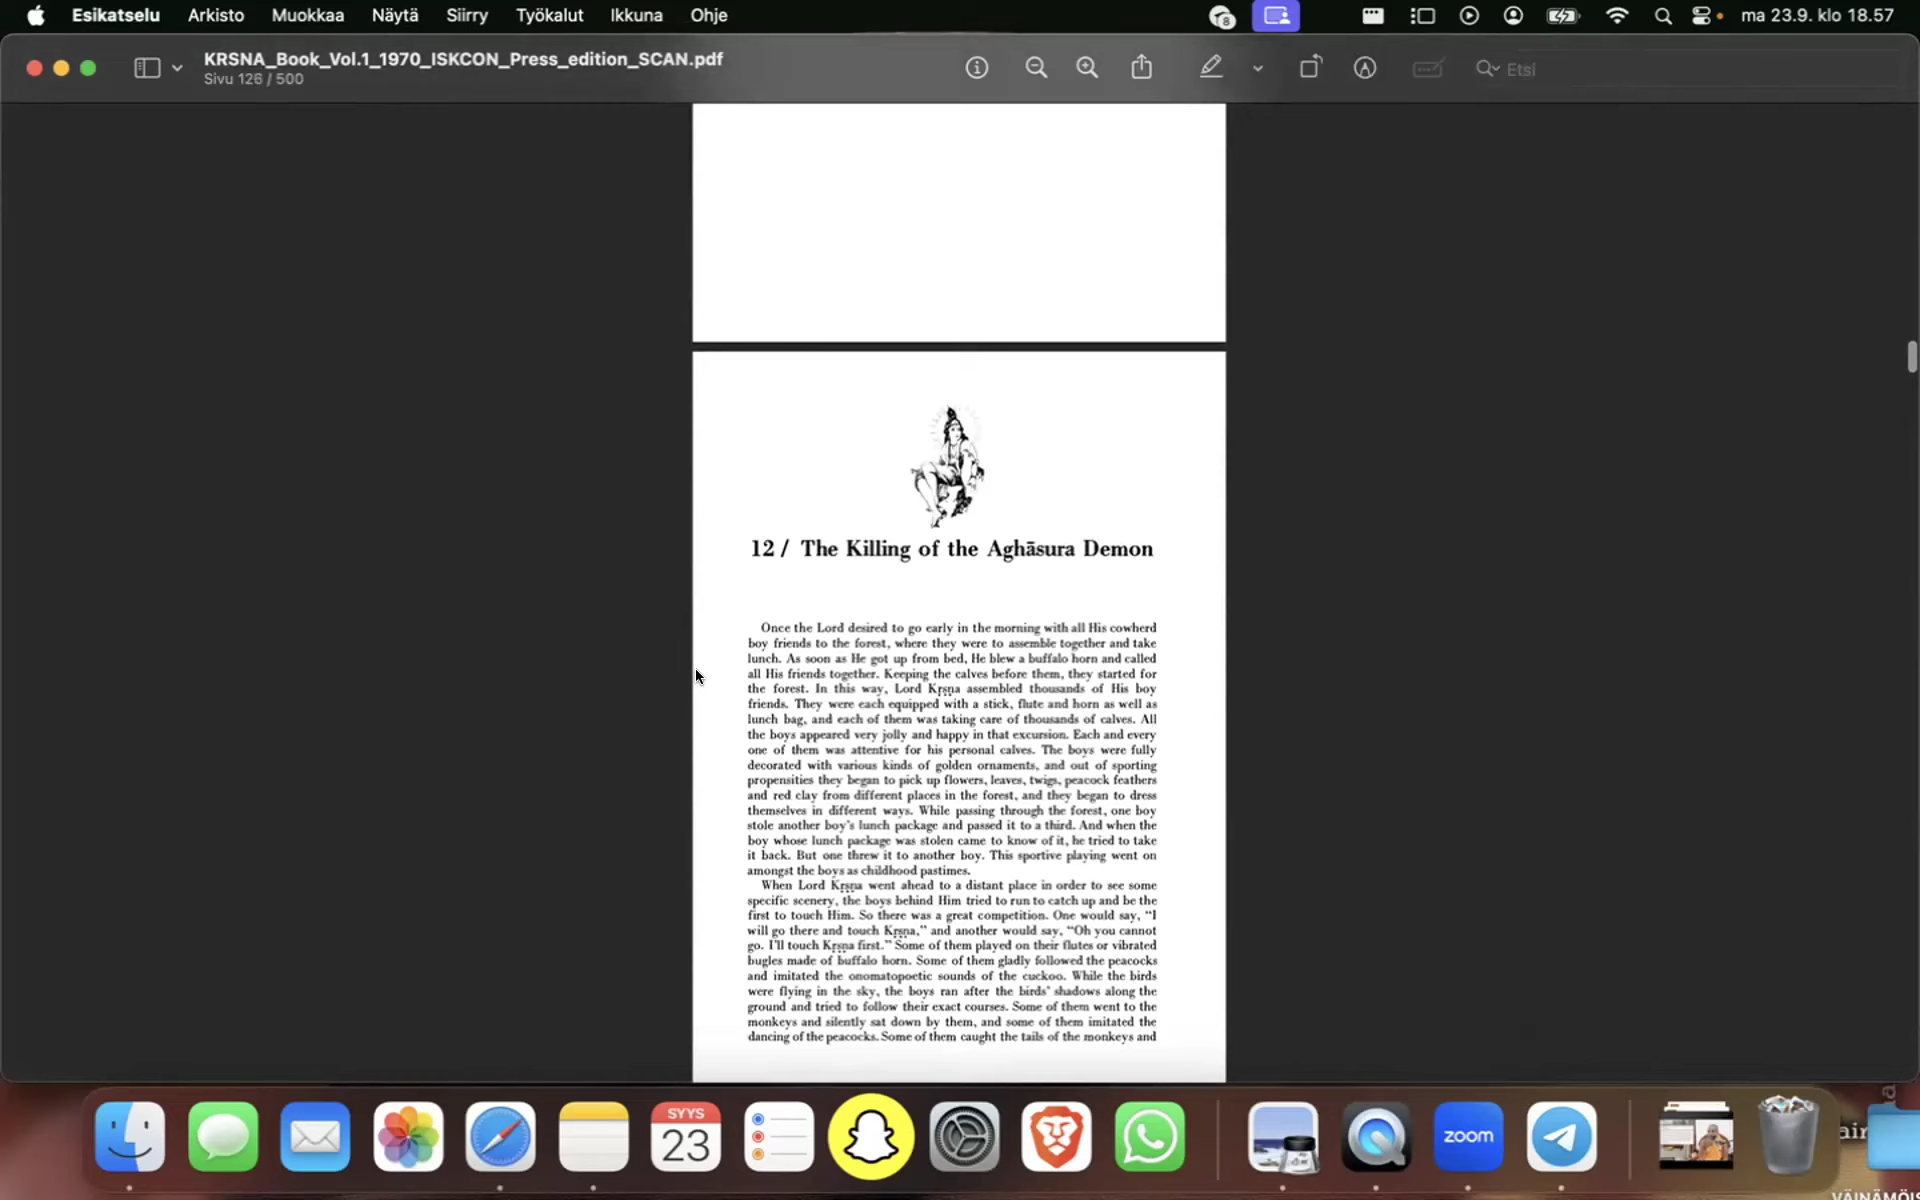 Esikatselu Arkisto Muokkaa Näytä Siirry Työkalut Ikkuna Ohje 8 ma 23.9. klo 18.57
KRSNA_Book_Vol.1_1970_ISKCON_Press_edition_SCAN.pdf
Sivu 126 / 500
Etsi
12 / The Killing of the Aghāsura Demon
Once the Lord desired to go early in the morning with all His cowherd
boy friends to the forest, where they were to assemble together and take
lunch. As soon as He got up from bed, He blew a buffalo horn and called
all His friends together. Keeping the calves before them, they started for
the forest. In this way, Lord Kṛṣṇa assembled thousands of His boy
friends. They were each equipped with a stick, flute and horn as well as
lunch bag, and each of them was taking care of thousands of calves. All
the boys appeared very jolly and happy in that excursion. Each and every
one of them was attentive for his personal calves. The boys were fully
decorated with various kinds of golden ornaments, and out of sporting
propensities they began to pick up flowers, leaves, twigs, peacock feathers
and red clay from different places in the forest, and they began to dress
themselves in different ways. While passing through the forest, one boy
stole another boy's lunch package and passed it to a third. And when the
boy whose lunch package was stolen came to know of it, he tried to take
it back. But one threw it to another boy. This sportive playing went on
amongst the boys as childhood pastimes.
When Lord Kṛṣṇa went ahead to a distant place in order to see some
specific scenery, the boys behind Him tried to run to catch up and be the
first to touch Him. So there was a great competition. One would say, “I
will go there and touch Kṛṣṇa,” and another would say, “Oh you cannot
go. I'll touch Kṛṣṇa first.” Some of them played on their flutes or vibrated
bugles made of buffalo horn. Some of them gladly followed the peacocks
and imitated the onomatopoetic sounds of the cuckoo. While the birds
were flying in the sky, the boys ran after the birds' shadows along the
ground and tried to follow their exact courses. Some of them went to the
monkeys and silently sat down by them, and some of them imitated the
dancing of the peacocks. Some of them caught the tails of the monkeys and
SYYS
23
zoom
air